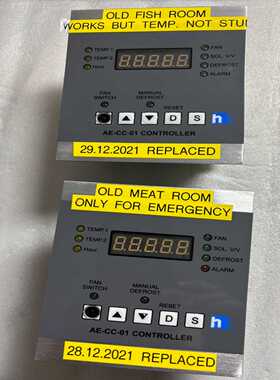 OLD FISH ROOM
WORKS BUT TEMP. NOT STU
TEMP.1
TEMP.2
Hour
FAN
SOL. V/V
DEFROST
ALARM
FAN
SWITCH
MANUAL
DEFROST
RESET
D S
h
AE-CC-01 CONTROLLER
29.12.2021 REPLACED
OLD MEAT ROOM
ONLY FOR EMERGENCY
TEMP.1
TEMP.2
Hour
FAN
SOL. V/V
DEFROST
ALARM
FAN
SWITCH
MANUAL
DEFROST
RESET
D S
h
AE-CC-01 CONTROLLER
28.12.2021 REPLACED